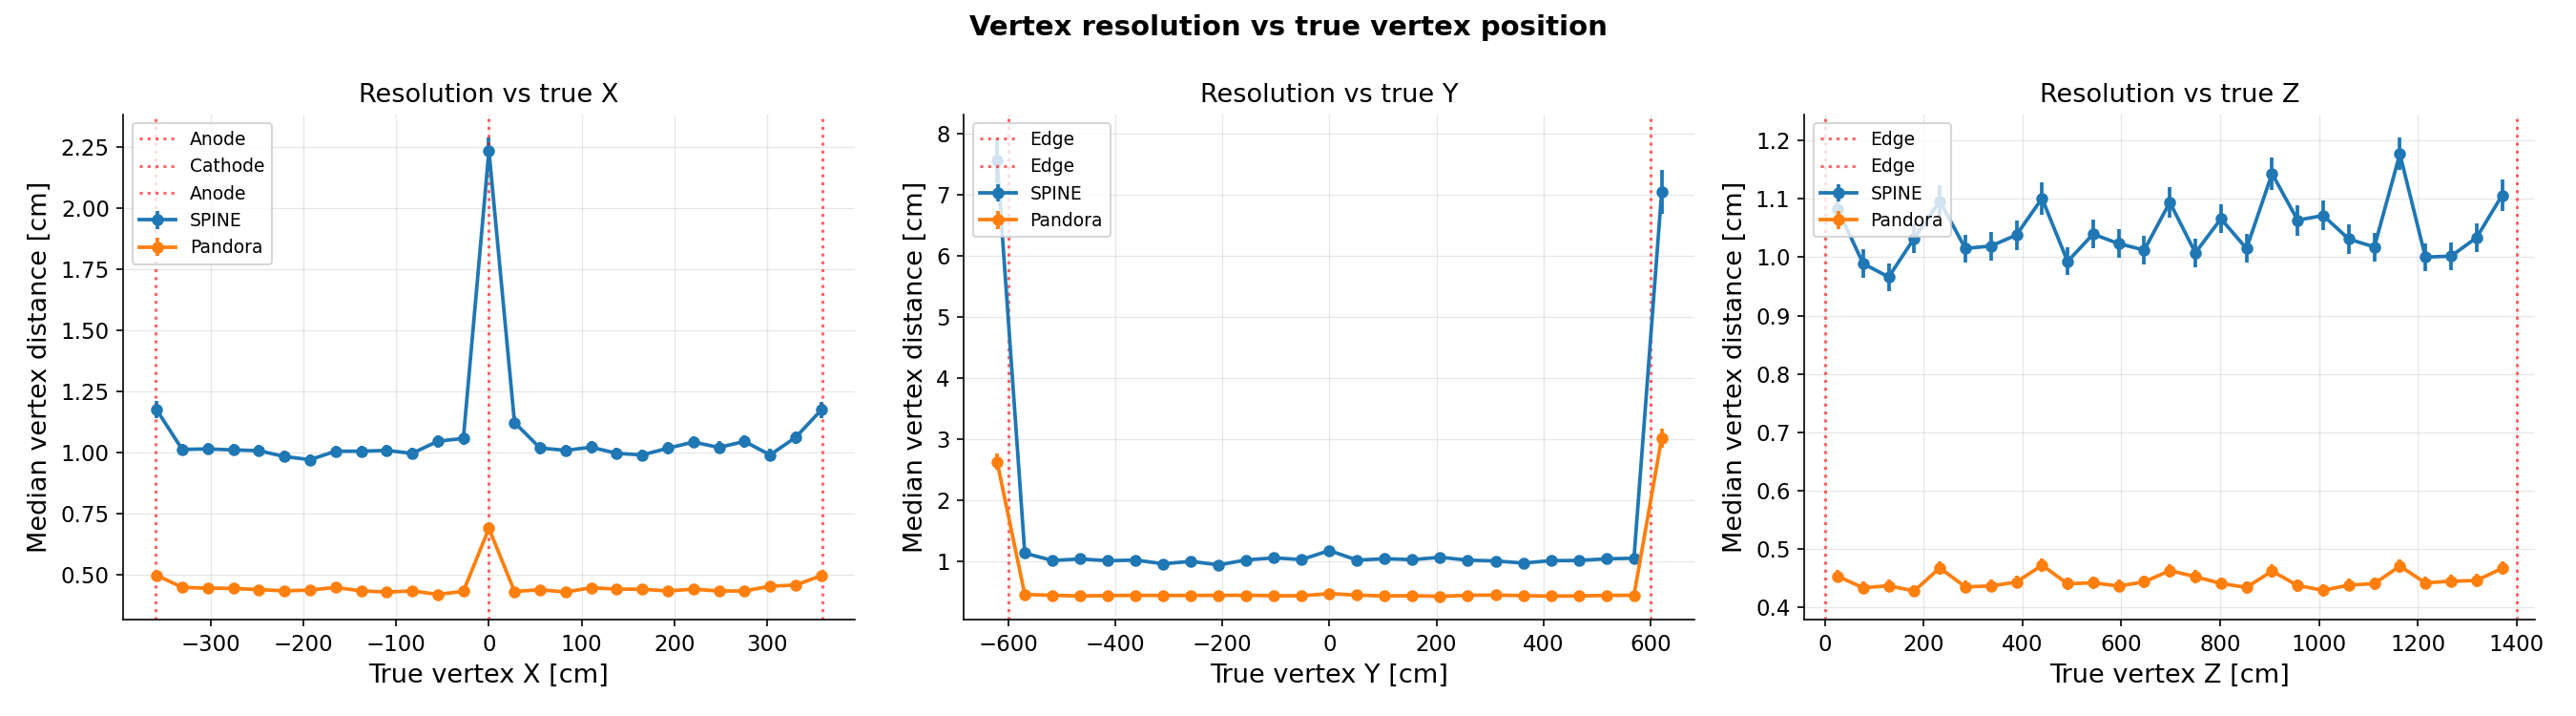 Vertex resolution vs true vertex position
Resolution vs true X
Median vertex distance [cm]
2.25
2.00
1.75
1.50
1.25
1.00
0.75
0.50
Anode
Cathode
Anode
SPINE
Pandora
−300
−200
−100
0
100
200
300
True vertex X [cm]
Resolution vs true Y
Median vertex distance [cm]
8
7
6
5
4
3
2
1
Edge
Edge
SPINE
Pandora
−600
−400
−200
0
200
400
600
True vertex Y [cm]
Resolution vs true Z
Median vertex distance [cm]
1.2
1.1
1.0
0.9
0.8
0.7
0.6
0.5
0.4
Edge
Edge
SPINE
Pandora
0
200
400
600
800
1000
1200
1400
True vertex Z [cm]